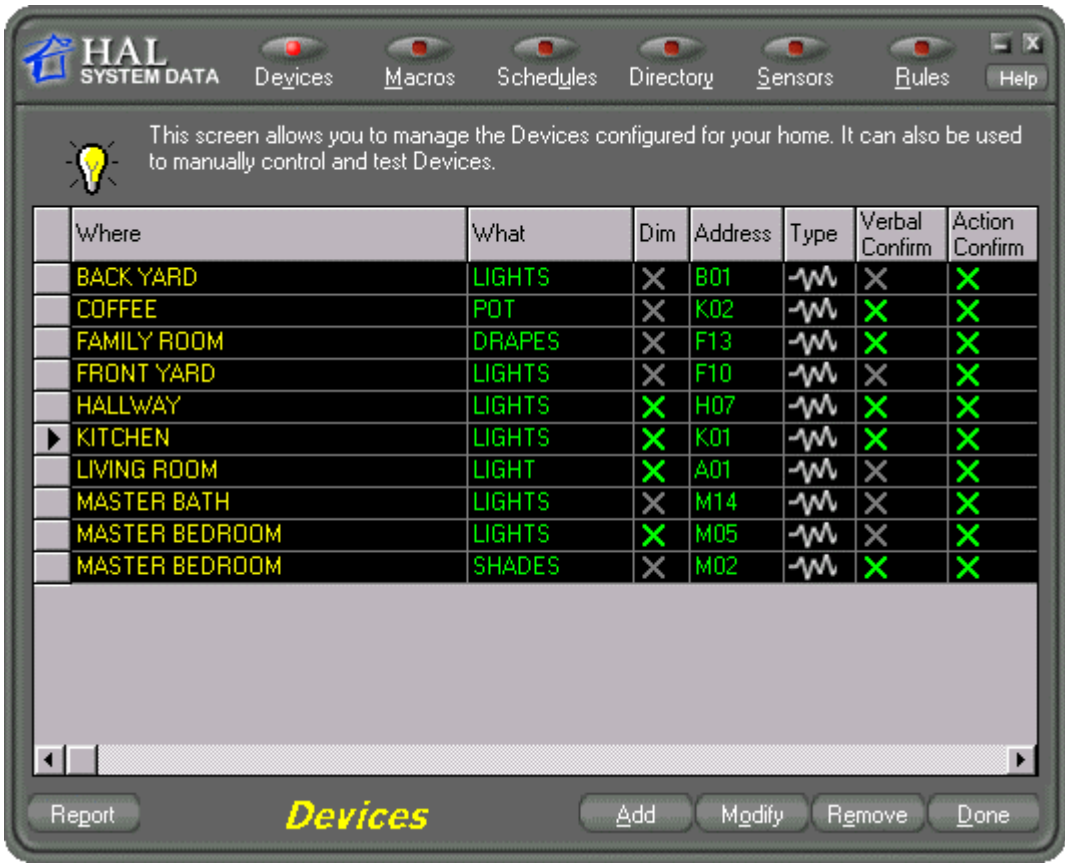 HAL
SYSTEM DATA
Devices Macros Schedules Directory Sensors Rules Help
This screen allows you to manage the Devices configured for your home. It can also be used
to manually control and test Devices.
Where What Dim Address Type Verbal Confirm Action Confirm
BACK YARD LIGHTS B01
COFFEE POT K02
FAMILY ROOM DRAPES F13
FRONT YARD LIGHTS F10
HALLWAY LIGHTS H07
KITCHEN LIGHTS K01
LIVING ROOM LIGHT A01
MASTER BATH LIGHTS M14
MASTER BEDROOM LIGHTS M05
MASTER BEDROOM SHADES M02
Report Devices Add Modify Remove Done